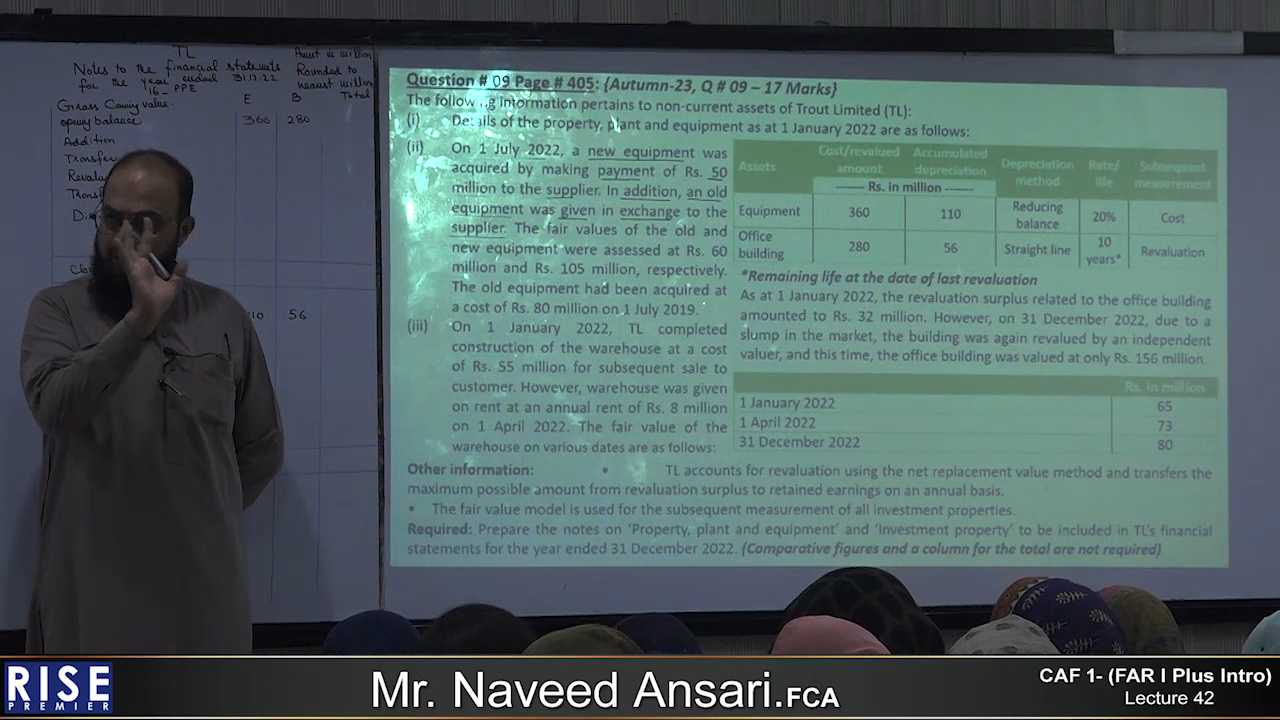 TL
Notes to the financial statements
for the year ended 31.12.22
16- PPE
Rounded to
nearest million
Total
E B
Gross Carrying value
opening balance 360 280
Addition
Transfer
56
Question # 09 Page # 405: {Autumn-23, Q # 09 – 17 Marks}
The following information pertains to non-current assets of Trout Limited (TL):
(i) Details of the property, plant and equipment as at 1 January 2022 are as follows:
(ii) On 1 July 2022, a new equipment was
acquired by making payment of Rs. 50
million to the supplier. In addition, an old
equipment was given in exchange to the
supplier. The fair values of the old and
new equipment were assessed at Rs. 60
million and Rs. 105 million, respectively.
The old equipment had been acquired at
a cost of Rs. 80 million on 1 July 2019.
(iii) On 1 January 2022, TL completed
construction of the warehouse at a cost
of Rs. 55 million for subsequent sale to
customer. However, warehouse was given
on rent at an annual rent of Rs. 8 million
on 1 April 2022. The fair value of the
warehouse on various dates are as follows:
Assets
Cost/revalued
amount
Accumulated
depreciation
Depreciation
method
Rate/
life
Subsequent
measurement
------- Rs. in million -------
Equipment 360 110 Reducing
balance 20% Cost
Office
building 280 56 Straight line 10
years* Revaluation
*Remaining life at the date of last revaluation
As at 1 January 2022, the revaluation surplus related to the office building
amounted to Rs. 32 million. However, on 31 December 2022, due to a
slump in the market, the building was again revalued by an independent
valuer, and this time, the office building was valued at only Rs. 156 million.
Rs. in million
1 January 2022 65
1 April 2022 73
31 December 2022 80
Other information: • TL accounts for revaluation using the net replacement value method and transfers the
maximum possible amount from revaluation surplus to retained earnings on an annual basis.
• The fair value model is used for the subsequent measurement of all investment properties.
Required: Prepare the notes on 'Property, plant and equipment' and 'Investment property' to be included in TL's financial
statements for the year ended 31 December 2022. (Comparative figures and a column for the total are not required)
RISE
PREMIER
Mr. Naveed Ansari.FCA
CAF 1- (FAR I Plus Intro)
Lecture 42